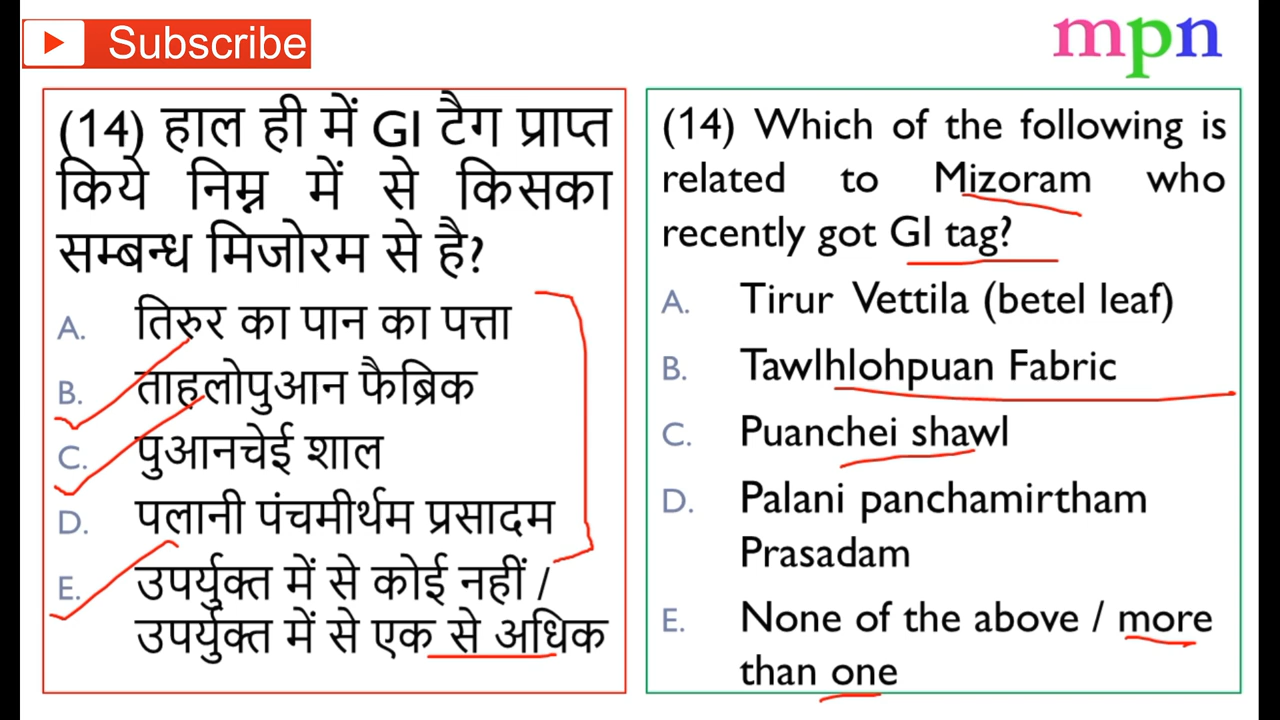 Subscribe
mpn
(14) हाल ही में GI टैग प्राप्त
किये निम्न में से किसका
सम्बन्ध मिजोरम से है?
A. तिरुर का पान का पत्ता
B. ताहलोपुआन फैब्रिक
C. पुआनचेई शाल
D. पलानी पंचमीर्थम प्रसादम
E. उपर्युक्त में से कोई नहीं /
उपर्युक्त में से एक से अधिक
(14) Which of the following is
related to Mizoram who
recently got GI tag?
A. Tirur Vettila (betel leaf)
B. Tawlhlohpuan Fabric
C. Puanchei shawl
D. Palani panchamirtham
Prasadam
E. None of the above / more
than one